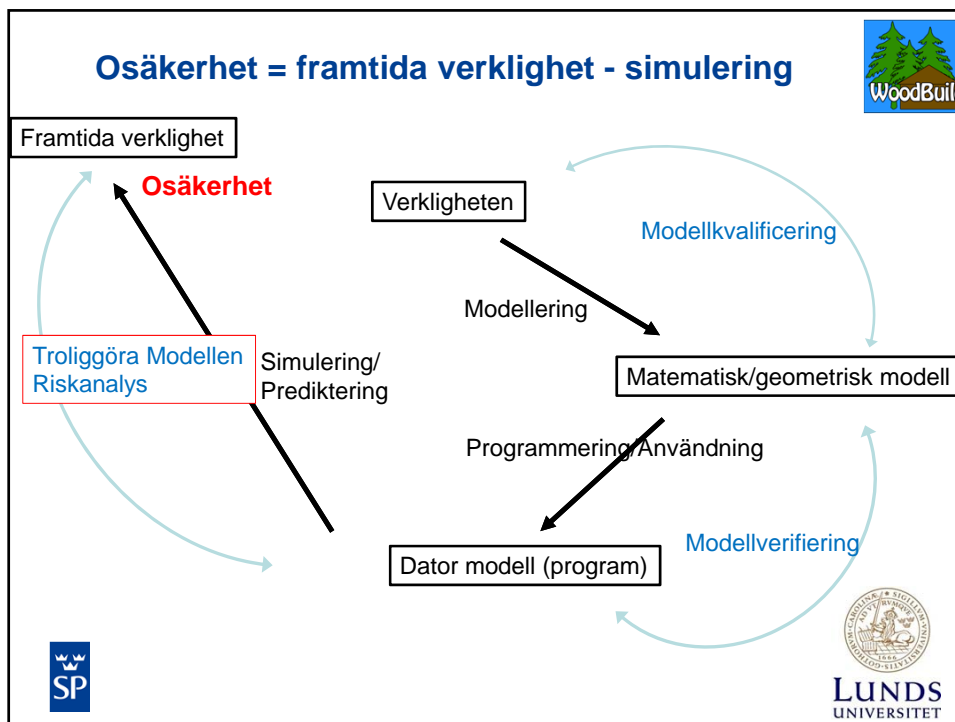 Osäkerhet = framtida verklighet - simulering
WoodBuil
Framtida verklighet
Osäkerhet
Verkligheten
Modellkvalificering
Modellering
Troliggöra Modellen
Riskanalys
Simulering/
Prediktering
Matematisk/geometrisk modell
Programmering/Användning
Modellverifiering
Dator modell (program)
SP
1666
LUNDS
UNIVERSITET